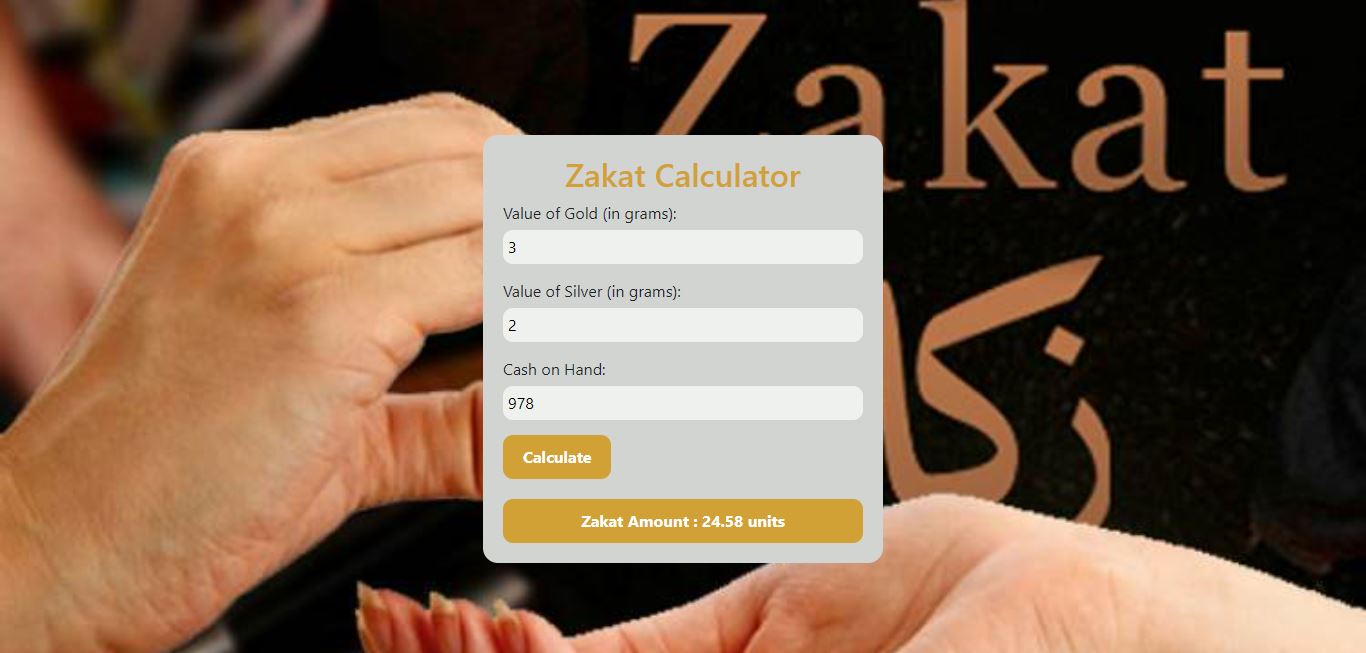 Zakat
زكا
Zakat Calculator
Value of Gold (in grams):
3
Value of Silver (in grams):
2
Cash on Hand:
978
Calculate
Zakat Amount : 24.58 units